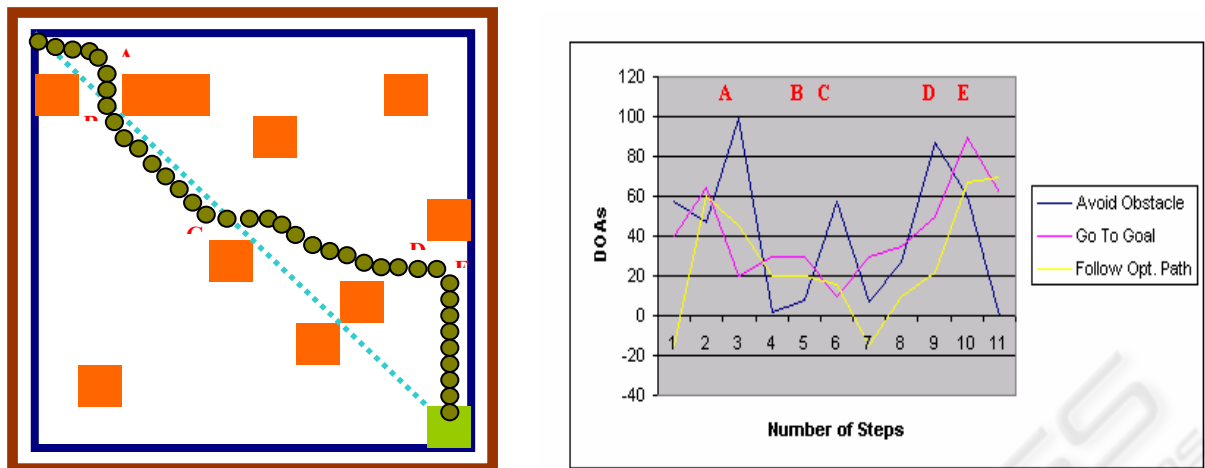 A
D
E
120
A B C D E
100
80
60
40
20
0
-20
-40
1 2 3 4 5 6 7 8 9 10 11
DOAs
Number of Steps
Avoid Obstacle
Go To Goal
Follow Opt. Path